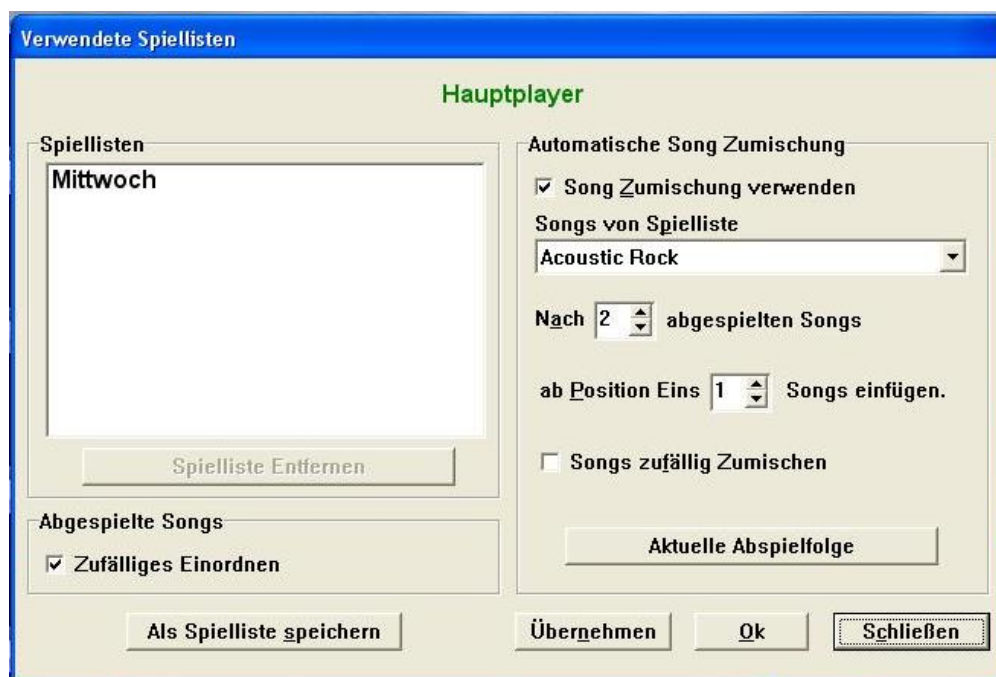 Verwendete Spiellisten
Hauptplayer
Spiellisten
Mittwoch
Spielliste Entfernen
Abgespielte Songs
Zufälliges Einordnen
Automatische Song Zumischung
Song Zumischung verwenden
Songs von Spielliste
Acoustic Rock
Nach 2 abgespielten Songs
ab Position Eins 1 Songs einfügen.
Songs zufällig Zumischen
Aktuelle Abspielfolge
Als Spielliste speichern
Übernehmen
Ok
Schließen